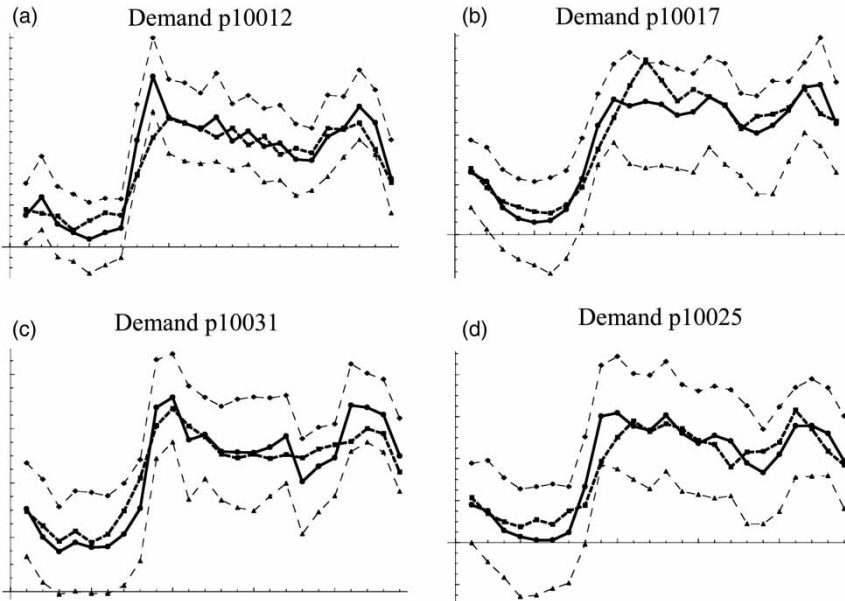 (a)
Demand p10012
(b)
Demand p10017
(c)
Demand p10031
(d)
Demand p10025